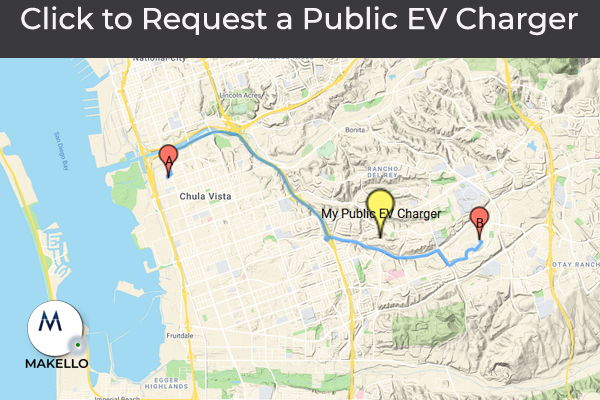 Click to Request a Public EV Charger
National City
Lincoln Acres
San Diego Bay
Bonita
A
RANCHO
DEL REY
Chula Vista
My Public EV Charger
B
OTAY RANCH
M
Fruitdale
MAKELLO
EGGER
HIGHLANDS
Imperial Beach